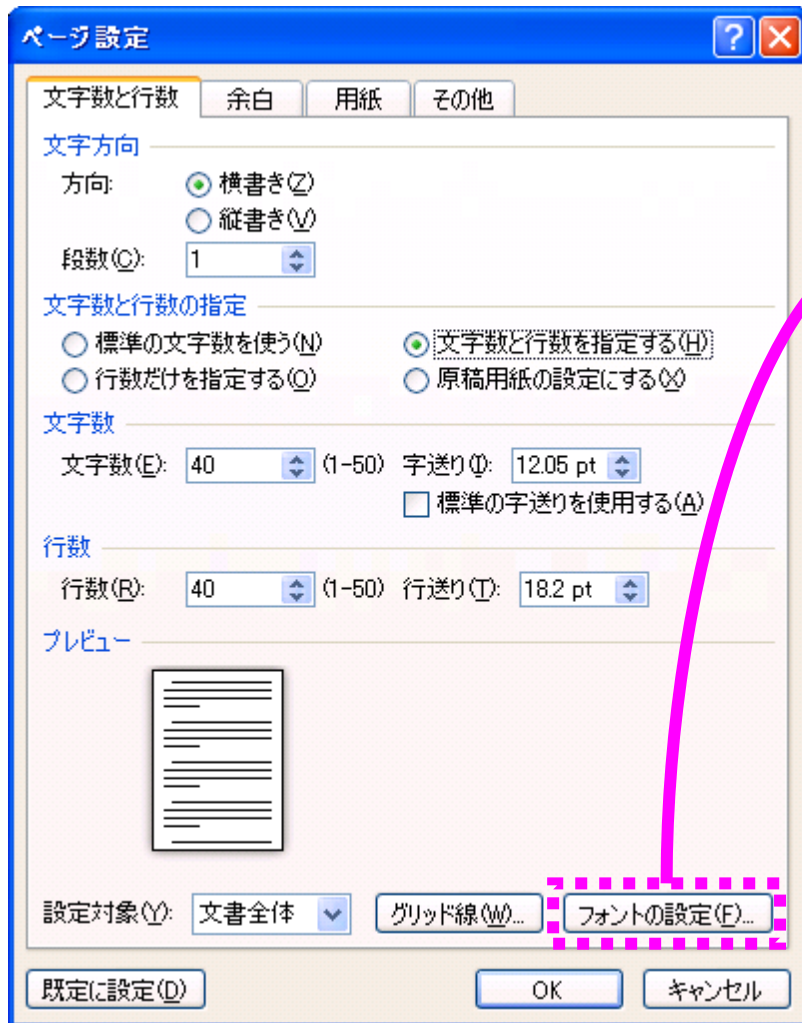 ページ設定
文字数と行数 余白 用紙 その他
文字方向
方向: 横書き(Z)
縦書き(V)
段数(C): 1
文字数と行数の指定
標準の文字数を使う(N) 文字数と行数を指定する(H)
行数だけを指定する(O) 原稿用紙の設定にする(X)
文字数
文字数(E): 40 (1-50) 字送り(I): 12.05 pt
標準の字送りを使用する(A)
行数
行数(R): 40 (1-50) 行送り(T): 18.2 pt
プレビュー
設定対象(Y): 文書全体 グリッド線(W)... フォントの設定(F)...
既定に設定(D) OK キャンセル